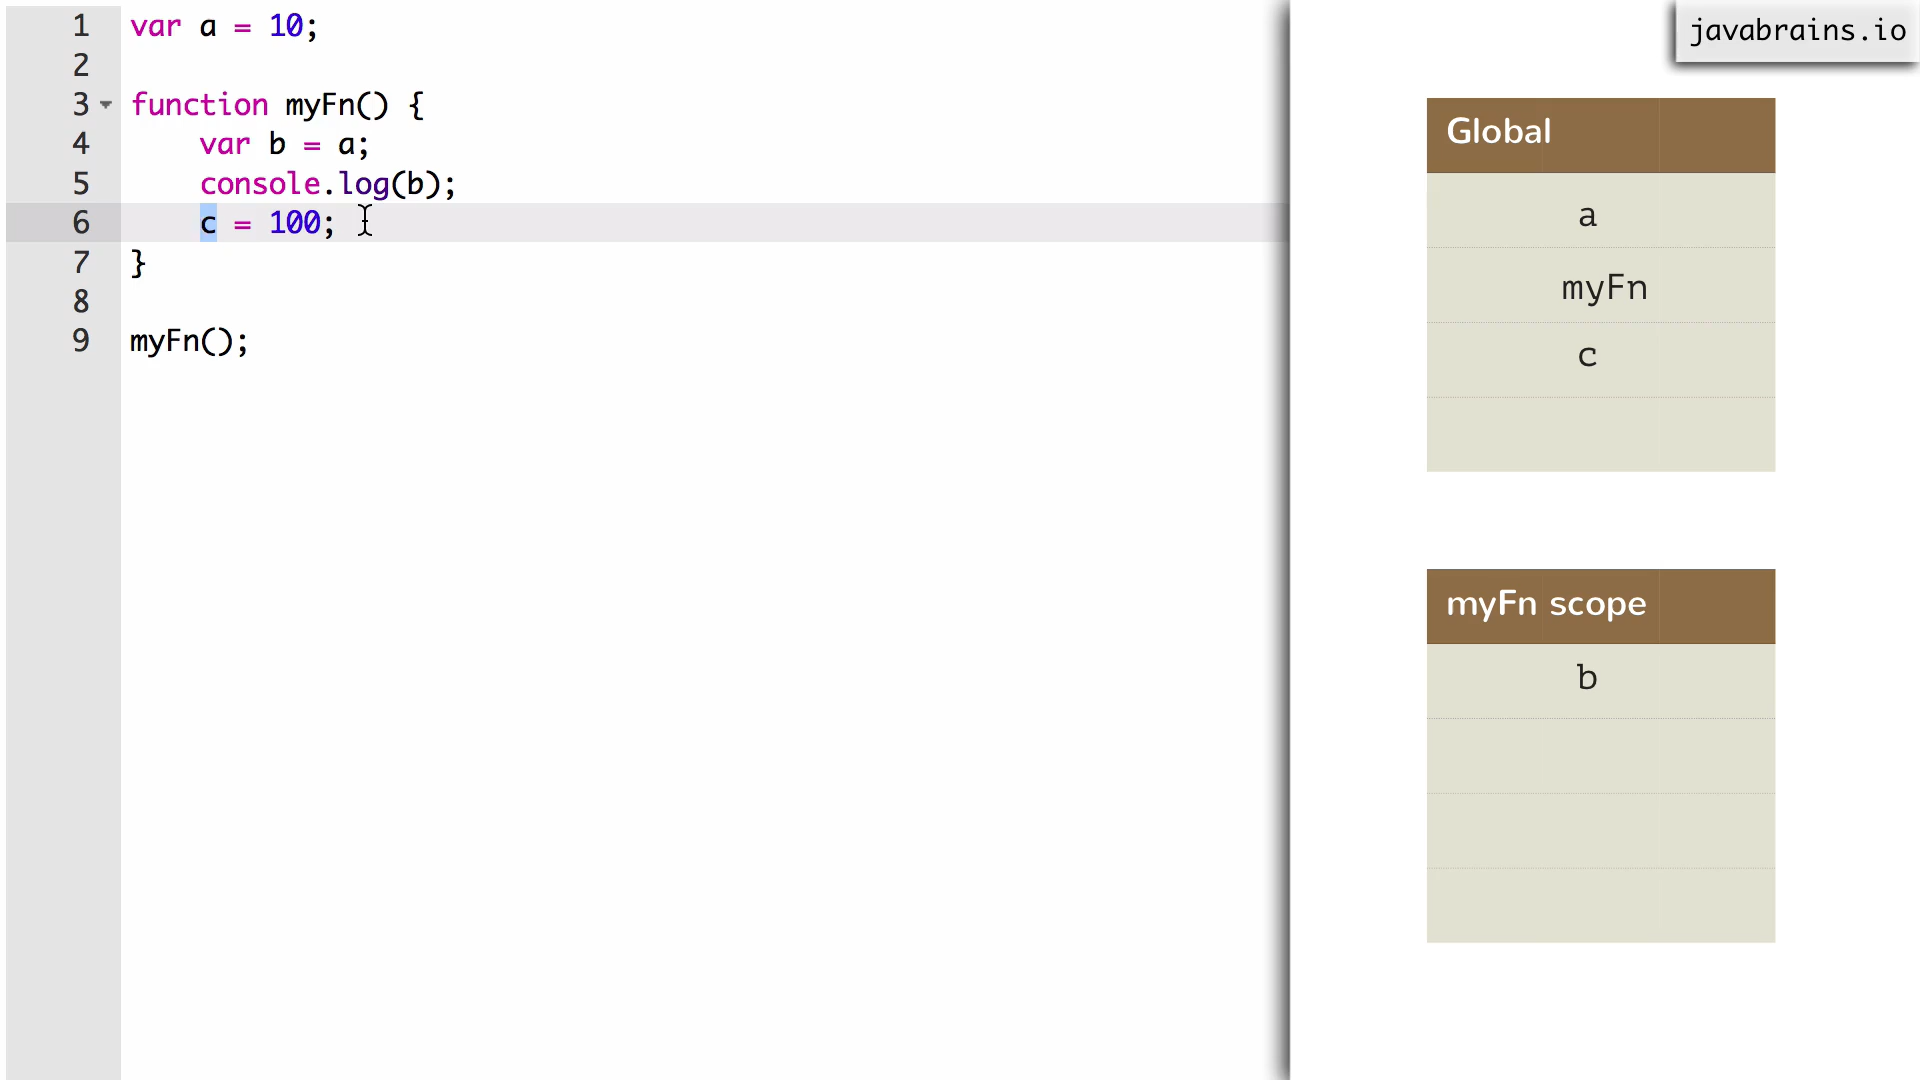 1 var a = 10;
2
3 function myFn() {
4 var b = a;
5 console.log(b);
6 c = 100;
7 }
8
9 myFn();
javabrains.io
Global
a
myFn
c
myFn scope
b